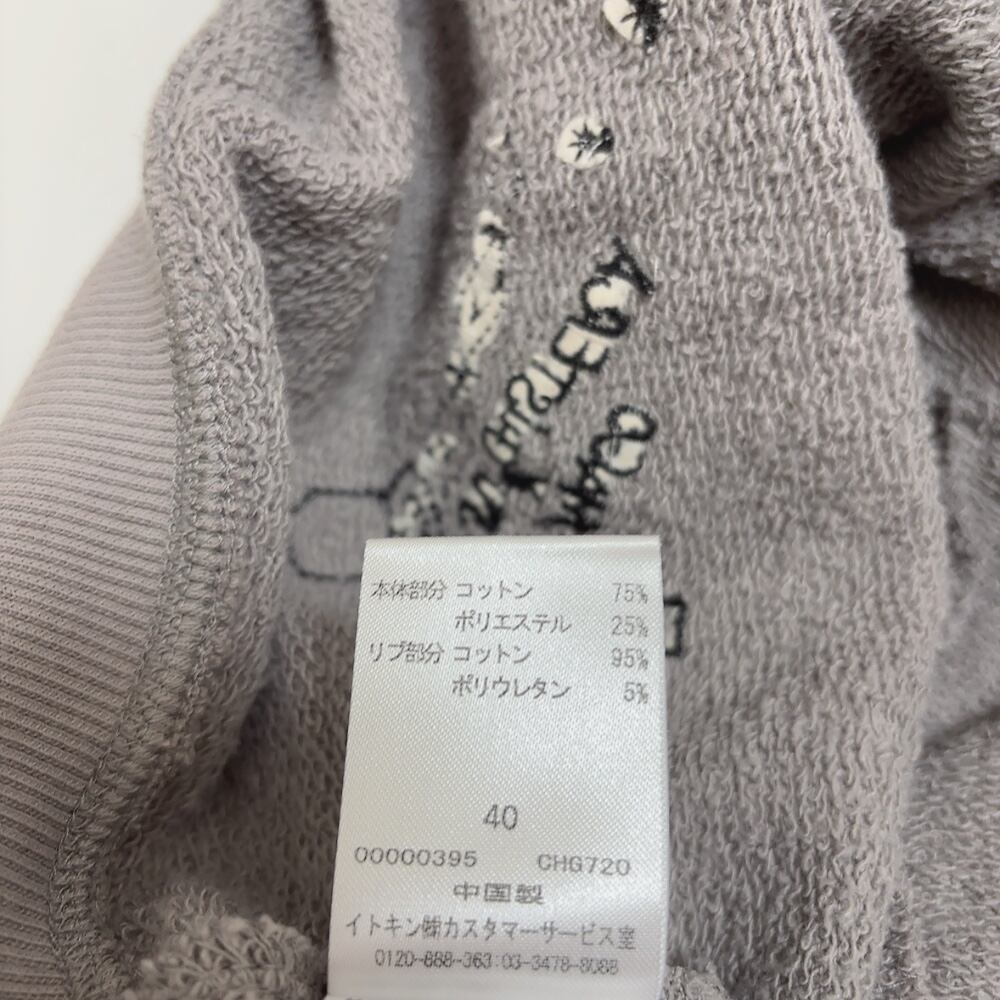 本体部分 コットン 75%
ポリエステル 25%
リブ部分 コットン 95%
ポリウレタン 5%
40
00000395 CHG720
中国製
イトキン㈱カスタマーサービス室
0120-888-363:03-3478-8088